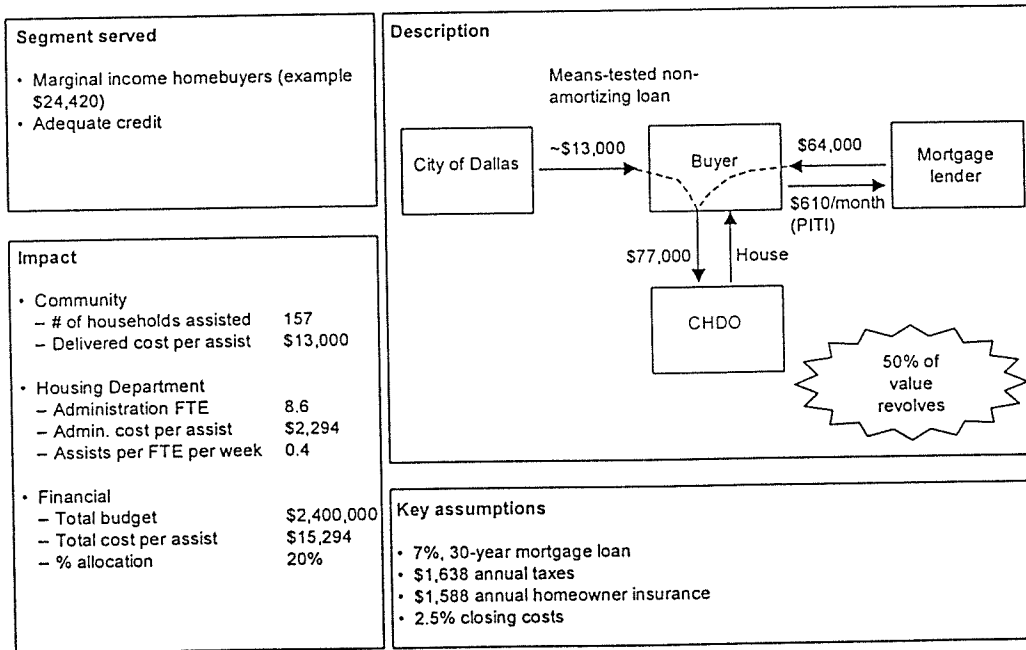 Segment served
• Marginal income homebuyers (example
$24,420)
• Adequate credit
Impact
• Community
– # of households assisted 157
– Delivered cost per assist $13,000
• Housing Department
– Administration FTE 8.6
– Admin. cost per assist $2,294
– Assists per FTE per week 0.4
• Financial
– Total budget $2,400,000
– Total cost per assist $15,294
– % allocation 20%
Description
Means-tested non-
amortizing loan
City of Dallas
~$13,000
Buyer
$64,000
Mortgage
lender
$610/month
(PITI)
$77,000
House
CHDO
50% of
value
revolves
Key assumptions
• 7%, 30-year mortgage loan
• $1,638 annual taxes
• $1,588 annual homeowner insurance
• 2.5% closing costs